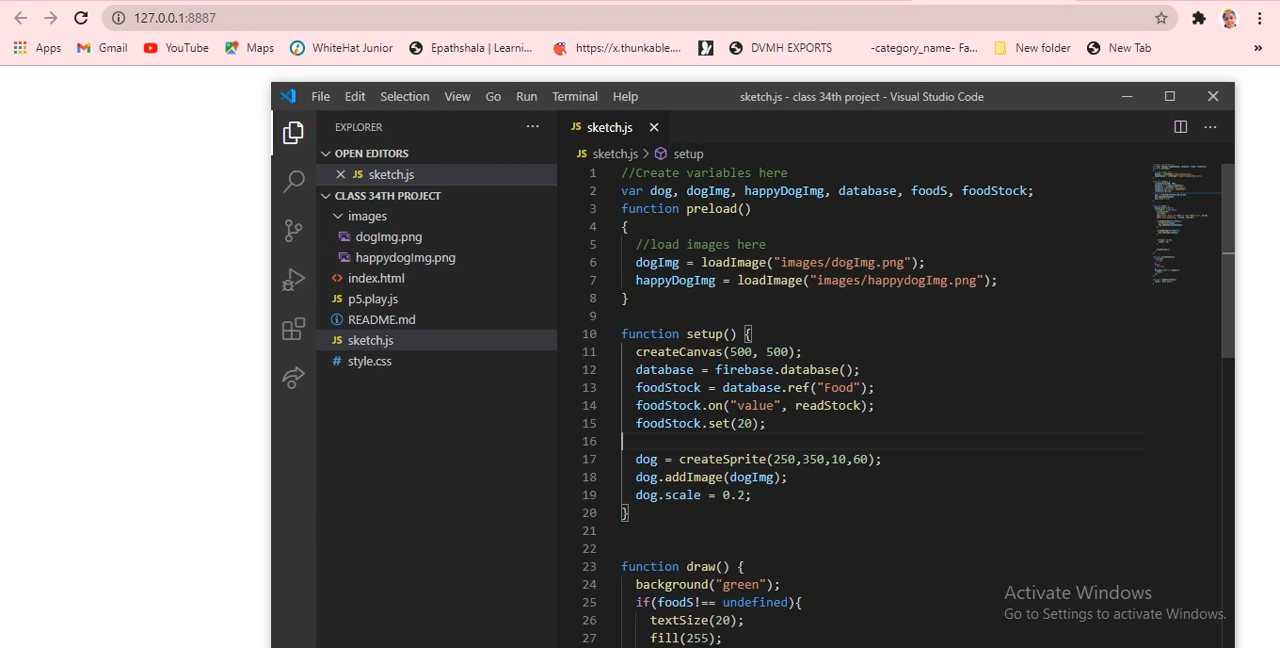 127.0.0.1:8887
Apps Gmail YouTube Maps WhiteHat Junior Epathshala | Learni... https://x.thunkable.... DVMH EXPORTS -category_name- Fa... New folder New Tab »
File Edit Selection View Go Run Terminal Help sketch.js - class 34th project - Visual Studio Code
EXPLORER
OPEN EDITORS
JS sketch.js
CLASS 34TH PROJECT
images
dogImg.png
happydogImg.png
<> index.html
JS p5.play.js
README.md
JS sketch.js
# style.css
JS sketch.js
JS sketch.js > setup
1 //Create variables here
2 var dog, dogImg, happyDogImg, database, foodS, foodStock;
3 function preload()
4 {
5 //load images here
6 dogImg = loadImage("images/dogImg.png");
7 happyDogImg = loadImage("images/happydogImg.png");
8 }
9
10 function setup() {
11 createCanvas(500, 500);
12 database = firebase.database();
13 foodStock = database.ref("Food");
14 foodStock.on("value", readStock);
15 foodStock.set(20);
16
17 dog = createSprite(250,350,10,60);
18 dog.addImage(dogImg);
19 dog.scale = 0.2;
20 }
21
22
23 function draw() {
24 background("green");
25 if(foodS!== undefined){
26 textSize(20);
27 fill(255);
Activate Windows
Go to Settings to activate Windows.